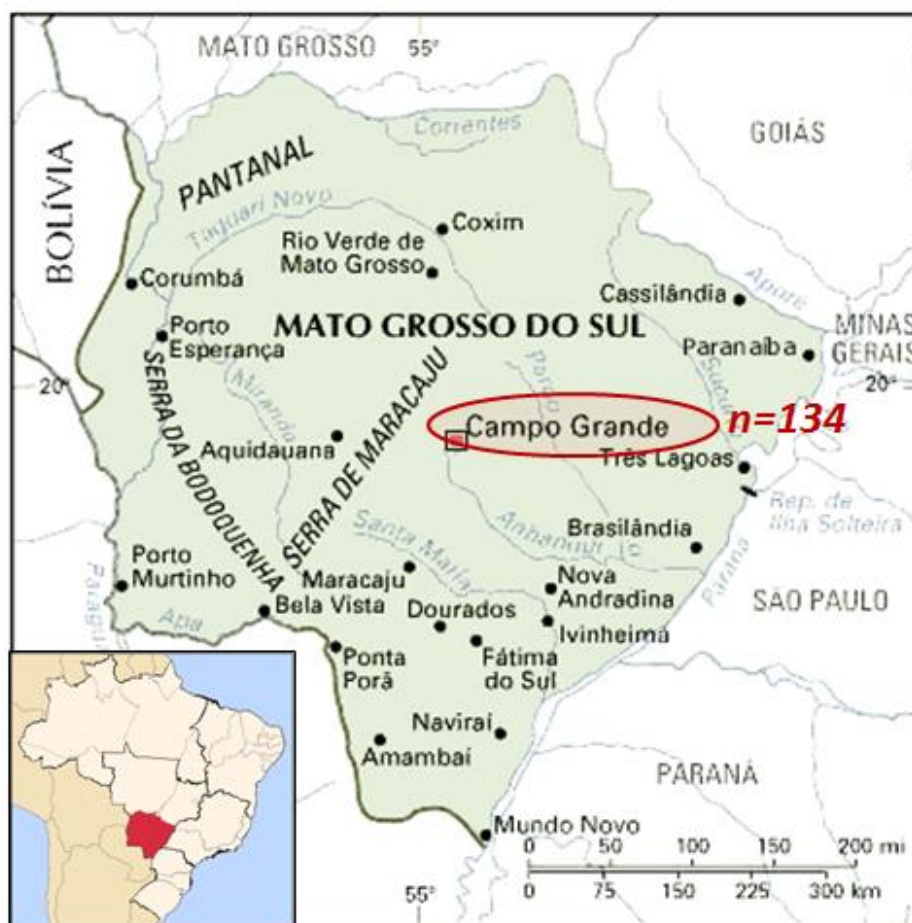 MATO GROSSO
55°
GOIÁS
BOLÍVIA
PANTANAL
Correntes
Taquari Novo
Coxim
Rio Verde de
Mato Grosso
Corumbá
Cassilândia
Aporé
Porto
Esperança
MATO GROSSO DO SUL
MINAS
GERAIS
Paranaíba
20°
20°
SERRA DA BODOQUENHA
SERRA DE MARACAJU
Pardo
Miranda
Campo Grande
n=134
Aquidauana
Três Lagoas
Rep. de
Ilha Solteira
Santa Maria
Brasilândia
Porto
Murtinho
Maracaju
Nova
Andradina
Paraná
SÃO PAULO
Apa
Bela Vista
Dourados
Ivinheima
Ponta
Porã
Fátima
do Sul
Naviraí
Amambaí
PARANÁ
Mundo Novo
0 50 100 150 200 mi
0 75 150 225 300 km
55°